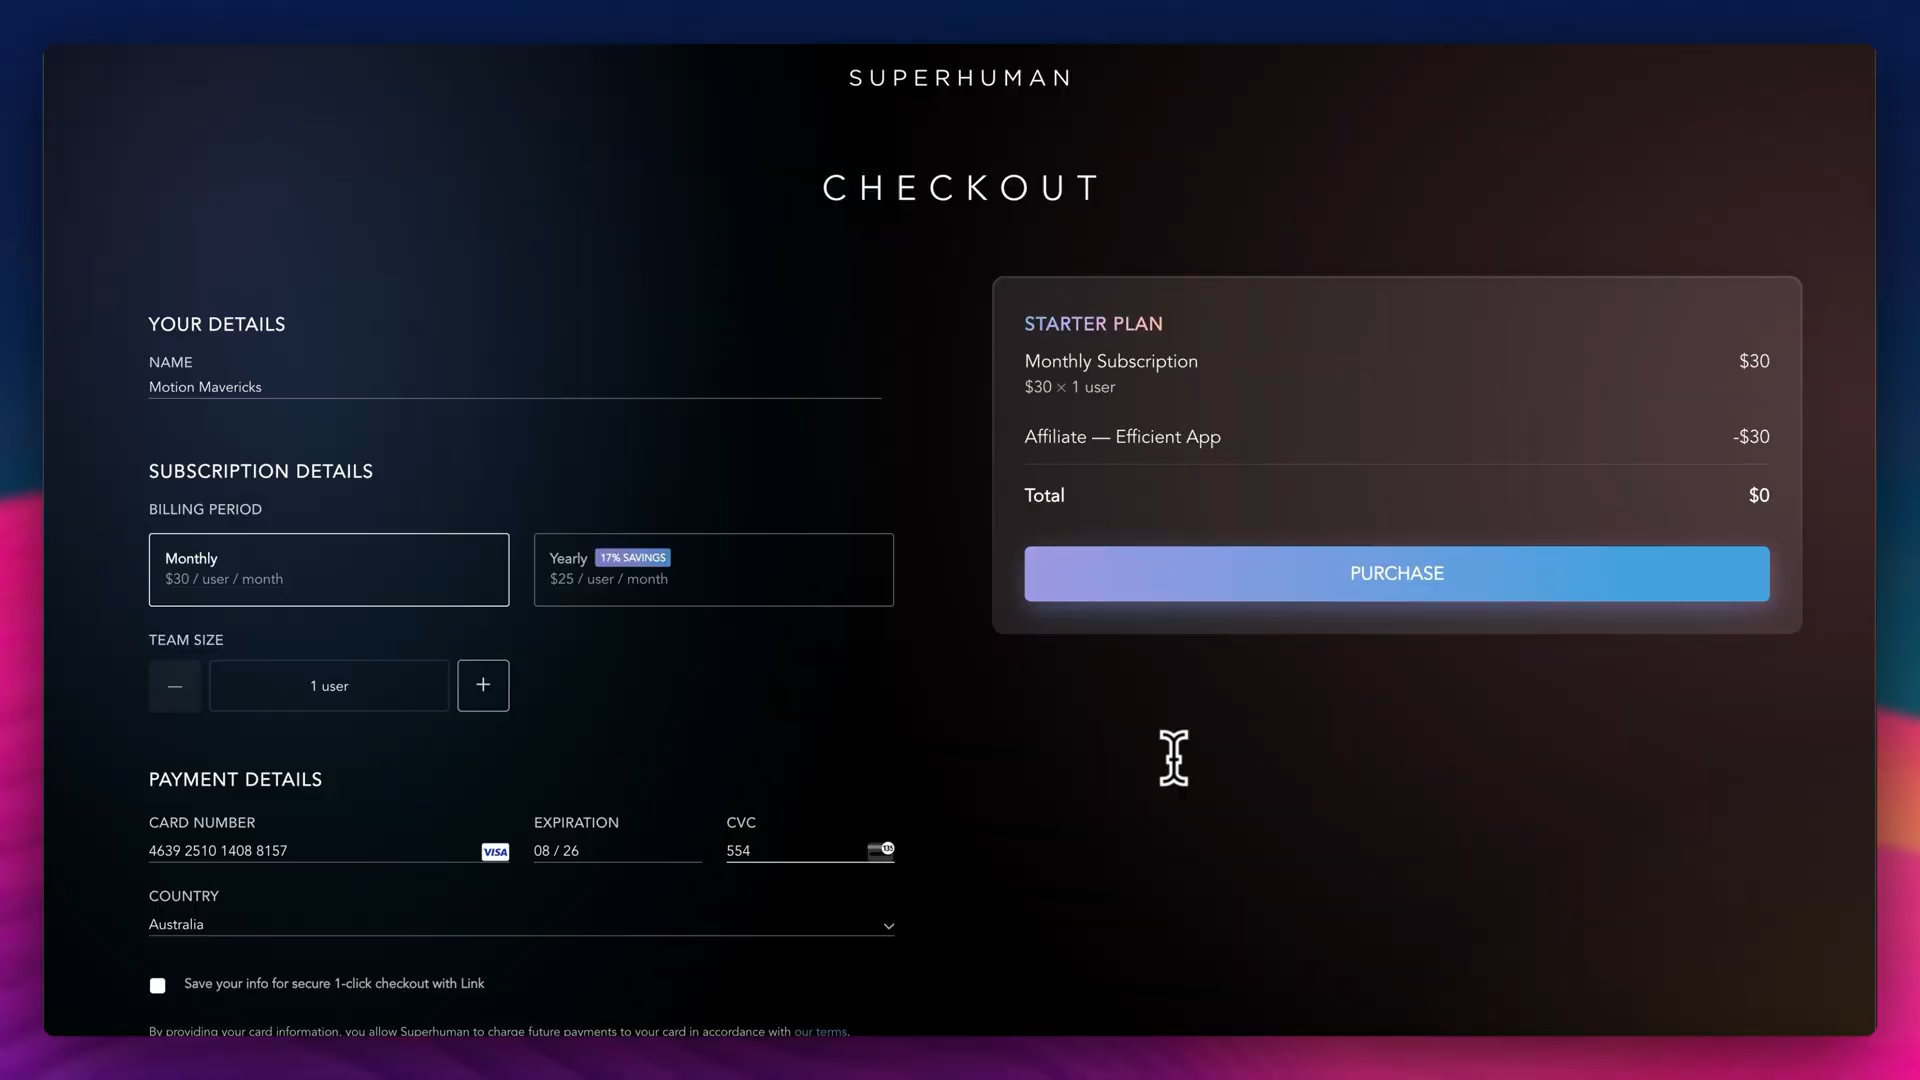 SUPERHUMAN
CHECKOUT
YOUR DETAILS
NAME
Motion Mavericks
SUBSCRIPTION DETAILS
BILLING PERIOD
Monthly
$30 / user / month
Yearly 17% SAVINGS
$25 / user / month
TEAM SIZE
— 1 user +
PAYMENT DETAILS
CARD NUMBER EXPIRATION CVC
4639 2510 1408 8157 VISA 08 / 26 554 135
COUNTRY
Australia
Save your info for secure 1-click checkout with Link
By providing your card information, you allow Superhuman to charge future payments to your card in accordance with our terms.
STARTER PLAN
Monthly Subscription $30
$30 × 1 user
Affiliate — Efficient App -$30
Total $0
PURCHASE